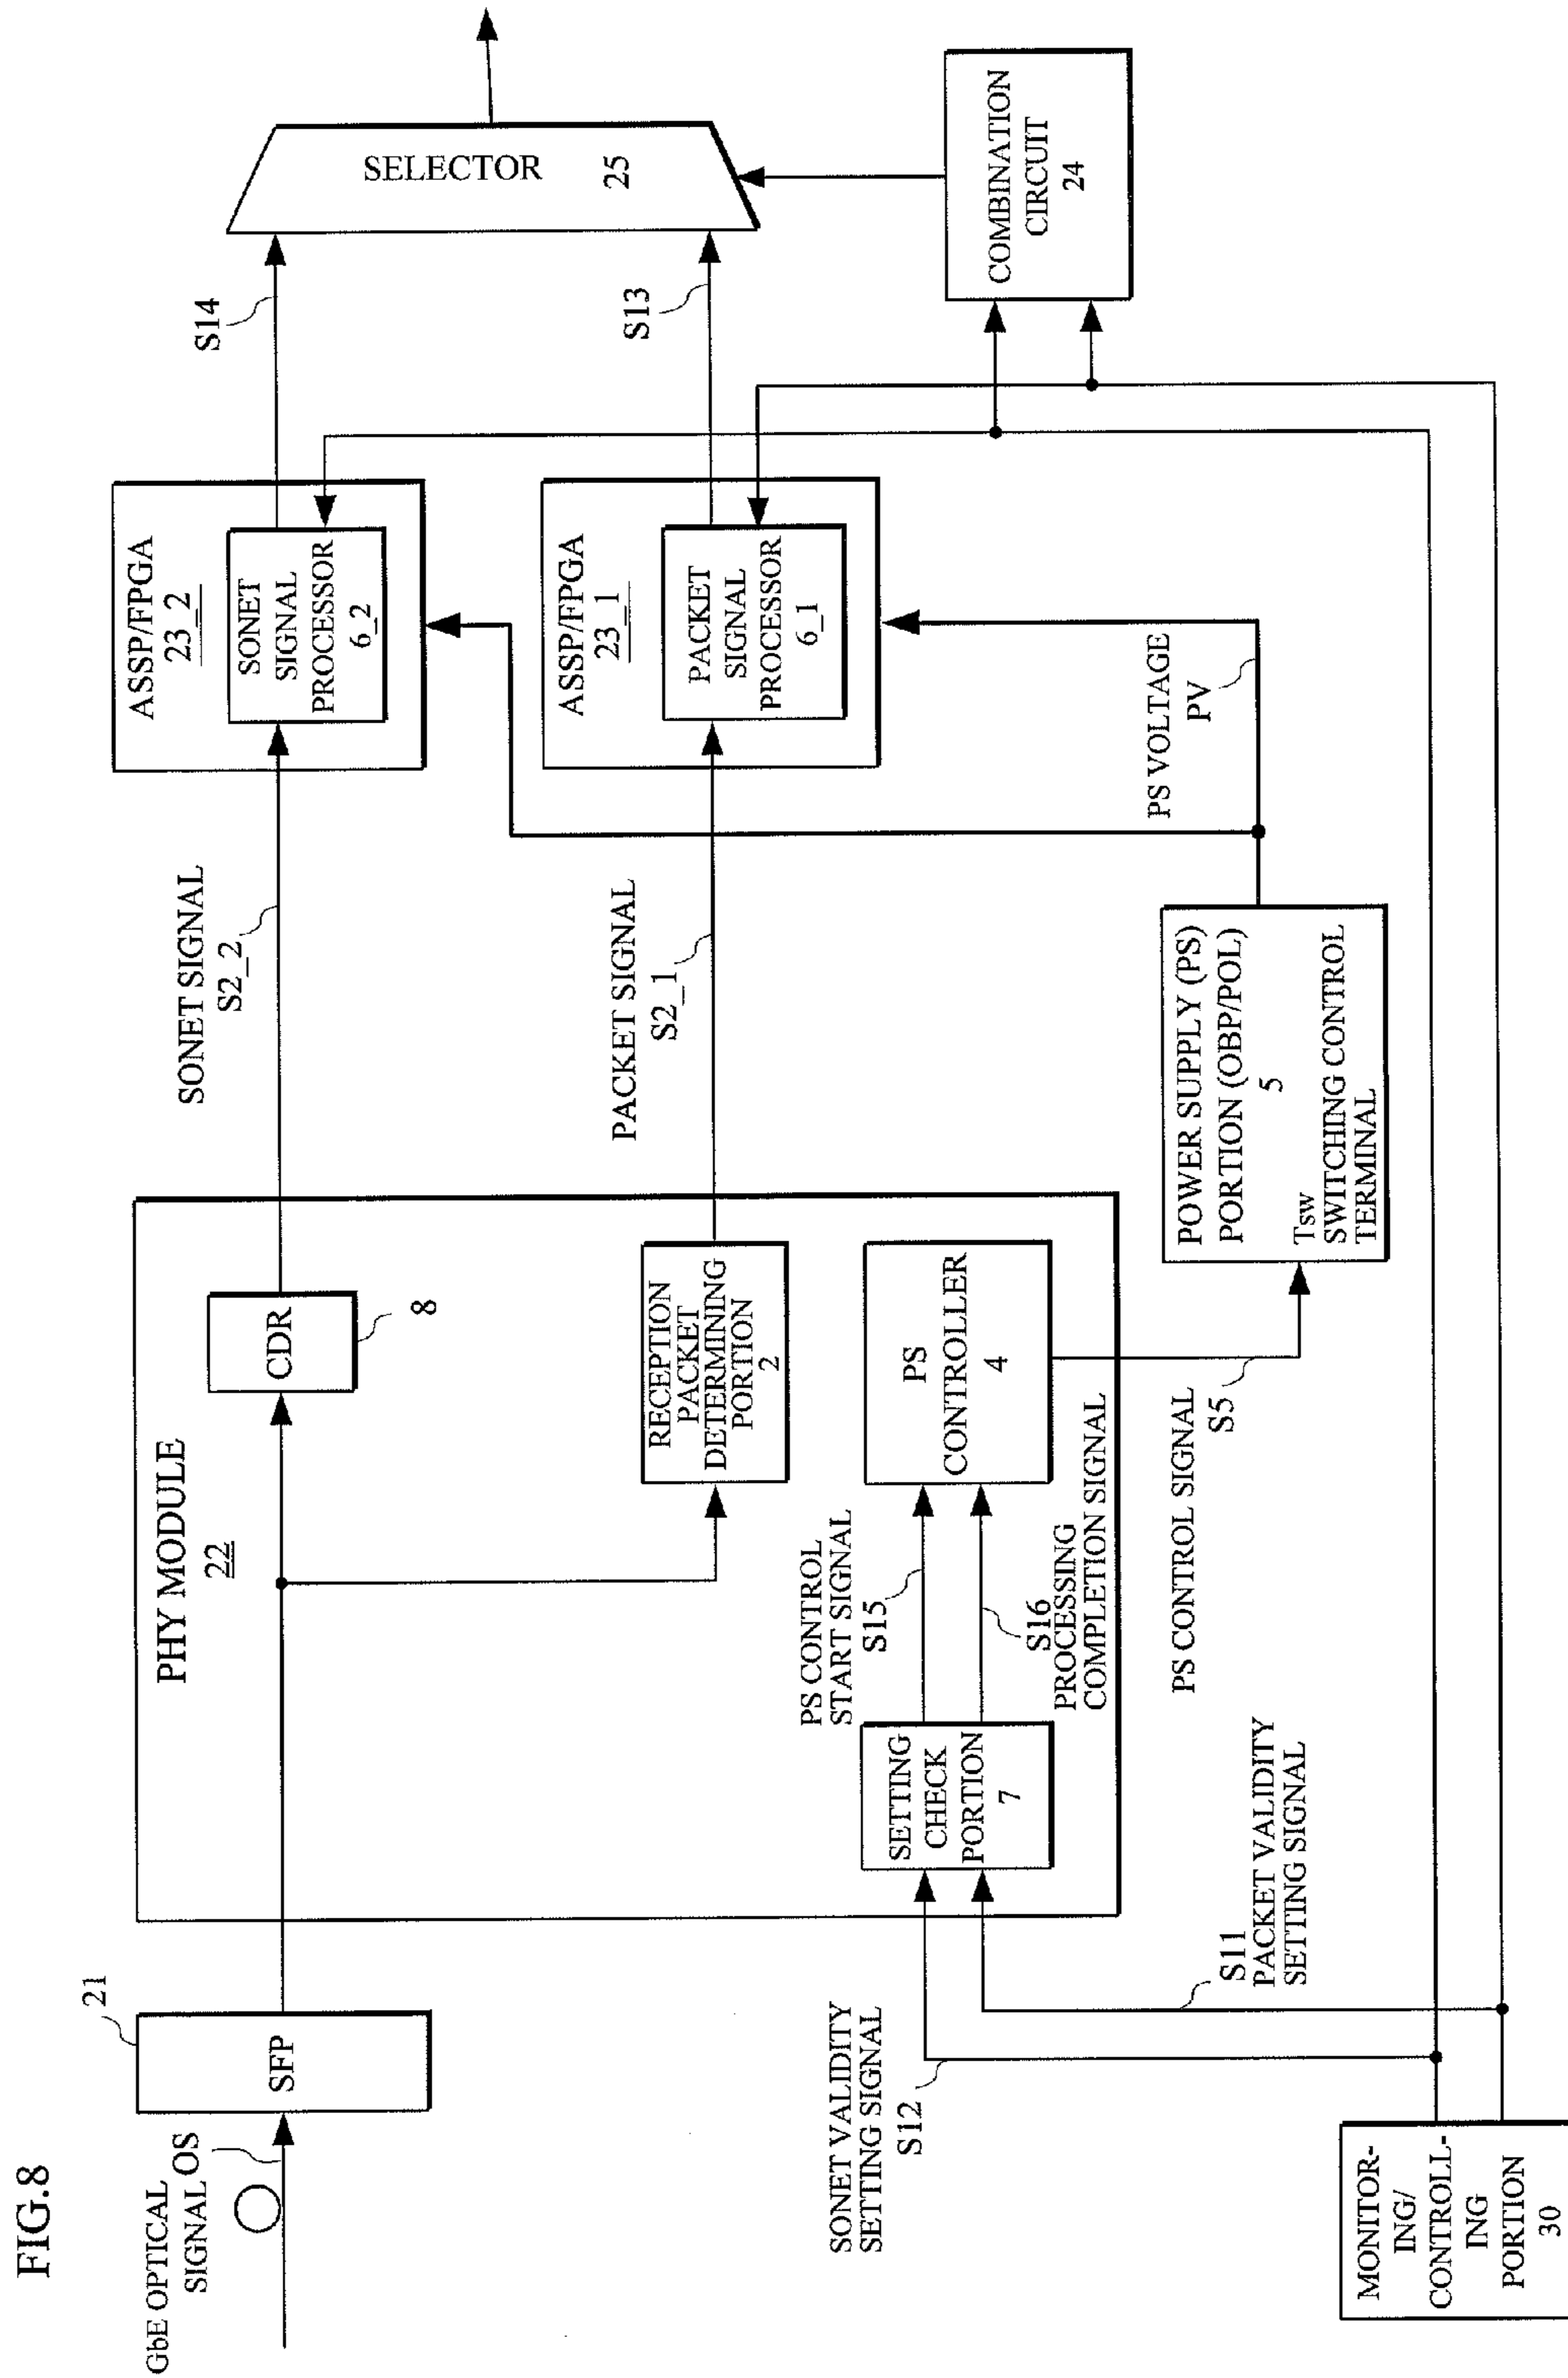 FIG.8
GbE OPTICAL
SIGNAL OS
21
SFP
PHY MODULE
22
CDR
8
SONET SIGNAL
S2_2
ASSP/FPGA
23_2
SONET
SIGNAL
PROCESSOR
6_2
S14
SELECTOR
25
RECEPTION
PACKET
DETERMINING
PORTION
2
PACKET SIGNAL
S2_1
ASSP/FPGA
23_1
PACKET
SIGNAL
PROCESSOR
6_1
S13
SONET VALIDITY
SETTING SIGNAL
S12
SETTING
CHECK
PORTION
7
PS CONTROL
START SIGNAL
S15
S16
PROCESSING
COMPLETION SIGNAL
PS
CONTROLLER
4
COMBINATION
CIRCUIT
24
S11
PACKET VALIDITY
SETTING SIGNAL
PS CONTROL SIGNAL
S5
POWER SUPPLY (PS)
PORTION (OBP/POL)
5
Tsw
SWITCHING CONTROL
TERMINAL
PS VOLTAGE
PV
MONITOR-
ING/
CONTROLL-
ING
PORTION
30